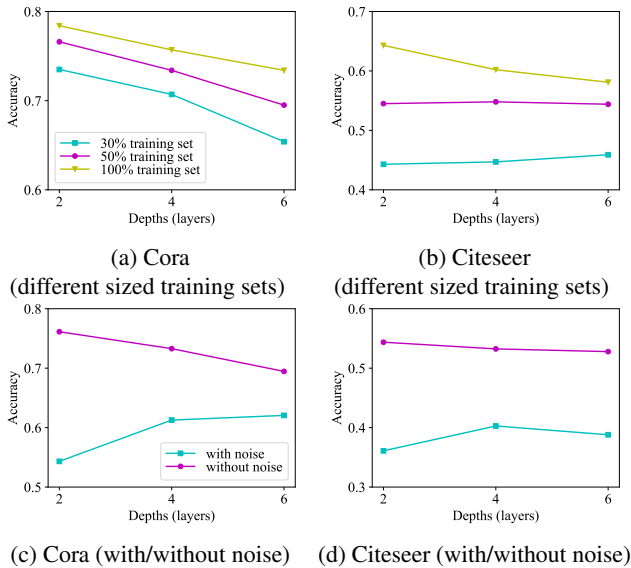 0.8
0.7
0.6
Accuracy
30% training set
50% training set
100% training set
2 4 6
Depths (layers)
(a) Cora
(different sized training sets)
0.7
0.6
0.5
0.4
Accuracy
2 4 6
Depths (layers)
(b) Citeseer
(different sized training sets)
0.8
0.7
0.6
0.5
Accuracy
with noise
without noise
2 4 6
Depths (layers)
(c) Cora (with/without noise)
0.6
0.5
0.4
0.3
Accuracy
2 4 6
Depths (layers)
(d) Citeseer (with/without noise)